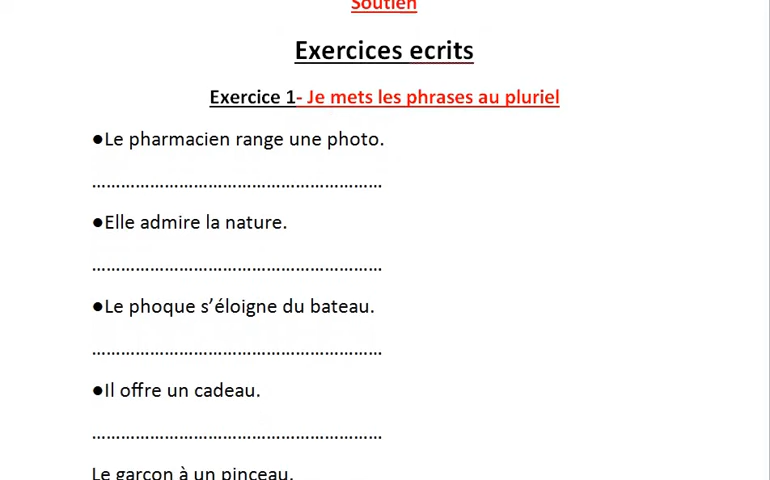 Soutien
Exercices ecrits
Exercice 1- Je mets les phrases au pluriel
●Le pharmacien range une photo.
……………………………………………………
●Elle admire la nature.
……………………………………………………
●Le phoque s’éloigne du bateau.
……………………………………………………
●Il offre un cadeau.
……………………………………………………
Le garçon à un pinceau.